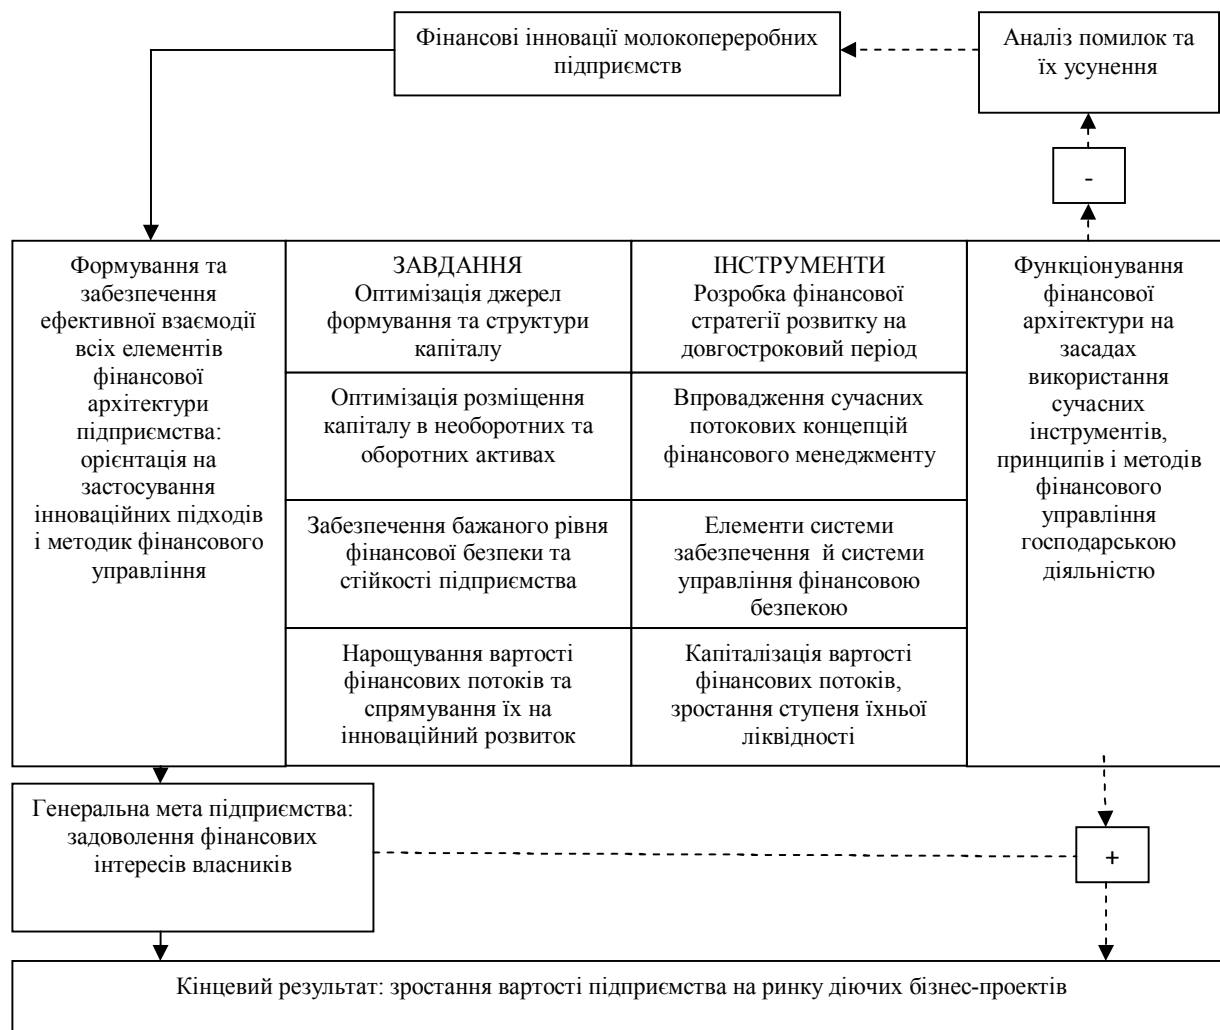 Фінансові інновації молокопереробних
підприємств
Аналіз помилок та
їх усунення
-
Формування та
забезпечення
ефективної взаємодії
всіх елементів
фінансової
архітектури
підприємства:
орієнтація на
застосування
інноваційних підходів
і методик фінансового
управління
ЗАВДАННЯ
Оптимізація джерел
формування та структури
капіталу
ІНСТРУМЕНТИ
Розробка фінансової
стратегії розвитку на
довгостроковий період
Оптимізація розміщення
капіталу в необоротних та
оборотних активах
Впровадження сучасних
потокових концепцій
фінансового менеджменту
Забезпечення бажаного рівня
фінансової безпеки та
стійкості підприємства
Елементи системи
забезпечення  й системи
управління фінансовою
безпекою
Нарощування вартості
фінансових потоків та
спрямування їх на
інноваційний розвиток
Капіталізація вартості
фінансових потоків,
зростання ступеня їхньої
ліквідності
Функціонування
фінансової
архітектури на
засадах
використання
сучасних
інструментів,
принципів і методів
фінансового
управління
господарською
діяльністю
Генеральна мета підприємства:
задоволення фінансових
інтересів власників
+
Кінцевий результат: зростання вартості підприємства на ринку діючих бізнес-проектів